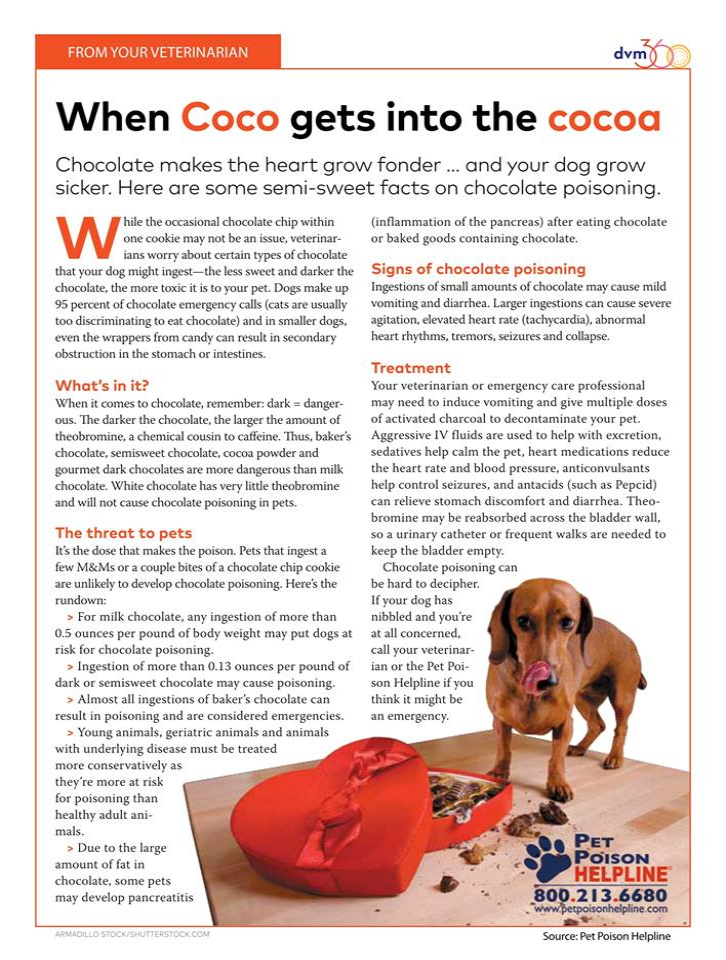 FROM YOUR VETERINARIAN
dvm360
When Coco gets into the cocoa
Chocolate makes the heart grow fonder ... and your dog grow
sicker. Here are some semi-sweet facts on chocolate poisoning.
While the occasional chocolate chip within
one cookie may not be an issue, veterinar-
ians worry about certain types of chocolate
that your dog might ingest—the less sweet and darker the
chocolate, the more toxic it is to your pet. Dogs make up
95 percent of chocolate emergency calls (cats are usually
too discriminating to eat chocolate) and in smaller dogs,
even the wrappers from candy can result in secondary
obstruction in the stomach or intestines.
What's in it?
When it comes to chocolate, remember: dark = danger-
ous. The darker the chocolate, the larger the amount of
theobromine, a chemical cousin to caffeine. Thus, baker's
chocolate, semisweet chocolate, cocoa powder and
gourmet dark chocolates are more dangerous than milk
chocolate. White chocolate has very little theobromine
and will not cause chocolate poisoning in pets.
The threat to pets
It's the dose that makes the poison. Pets that ingest a
few M&Ms or a couple bites of a chocolate chip cookie
are unlikely to develop chocolate poisoning. Here's the
rundown:
> For milk chocolate, any ingestion of more than
0.5 ounces per pound of body weight may put dogs at
risk for chocolate poisoning.
> Ingestion of more than 0.13 ounces per pound of
dark or semisweet chocolate may cause poisoning.
> Almost all ingestions of baker's chocolate can
result in poisoning and are considered emergencies.
> Young animals, geriatric animals and animals
with underlying disease must be treated
more conservatively as
they're more at risk
for poisoning than
healthy adult ani-
mals.
> Due to the large
amount of fat in
chocolate, some pets
may develop pancreatitis
(inflammation of the pancreas) after eating chocolate
or baked goods containing chocolate.
Signs of chocolate poisoning
Ingestions of small amounts of chocolate may cause mild
vomiting and diarrhea. Larger ingestions can cause severe
agitation, elevated heart rate (tachycardia), abnormal
heart rhythms, tremors, seizures and collapse.
Treatment
Your veterinarian or emergency care professional
may need to induce vomiting and give multiple doses
of activated charcoal to decontaminate your pet.
Aggressive IV fluids are used to help with excretion,
sedatives help calm the pet, heart medications reduce
the heart rate and blood pressure, anticonvulsants
help control seizures, and antacids (such as Pepcid)
can relieve stomach discomfort and diarrhea. Theo-
bromine may be reabsorbed across the bladder wall,
so a urinary catheter or frequent walks are needed to
keep the bladder empty.
Chocolate poisoning can
be hard to decipher.
If your dog has
nibbled and you're
at all concerned,
call your veterinar-
ian or the Pet Poi-
son Helpline if you
think it might be
an emergency.
PET
POISON
HELPLINE
800.213.6680
www.petpoisonhelpline.com
ARMADILLO STOCK/SHUTTERSTOCK.COM
Source: Pet Poison Helpline